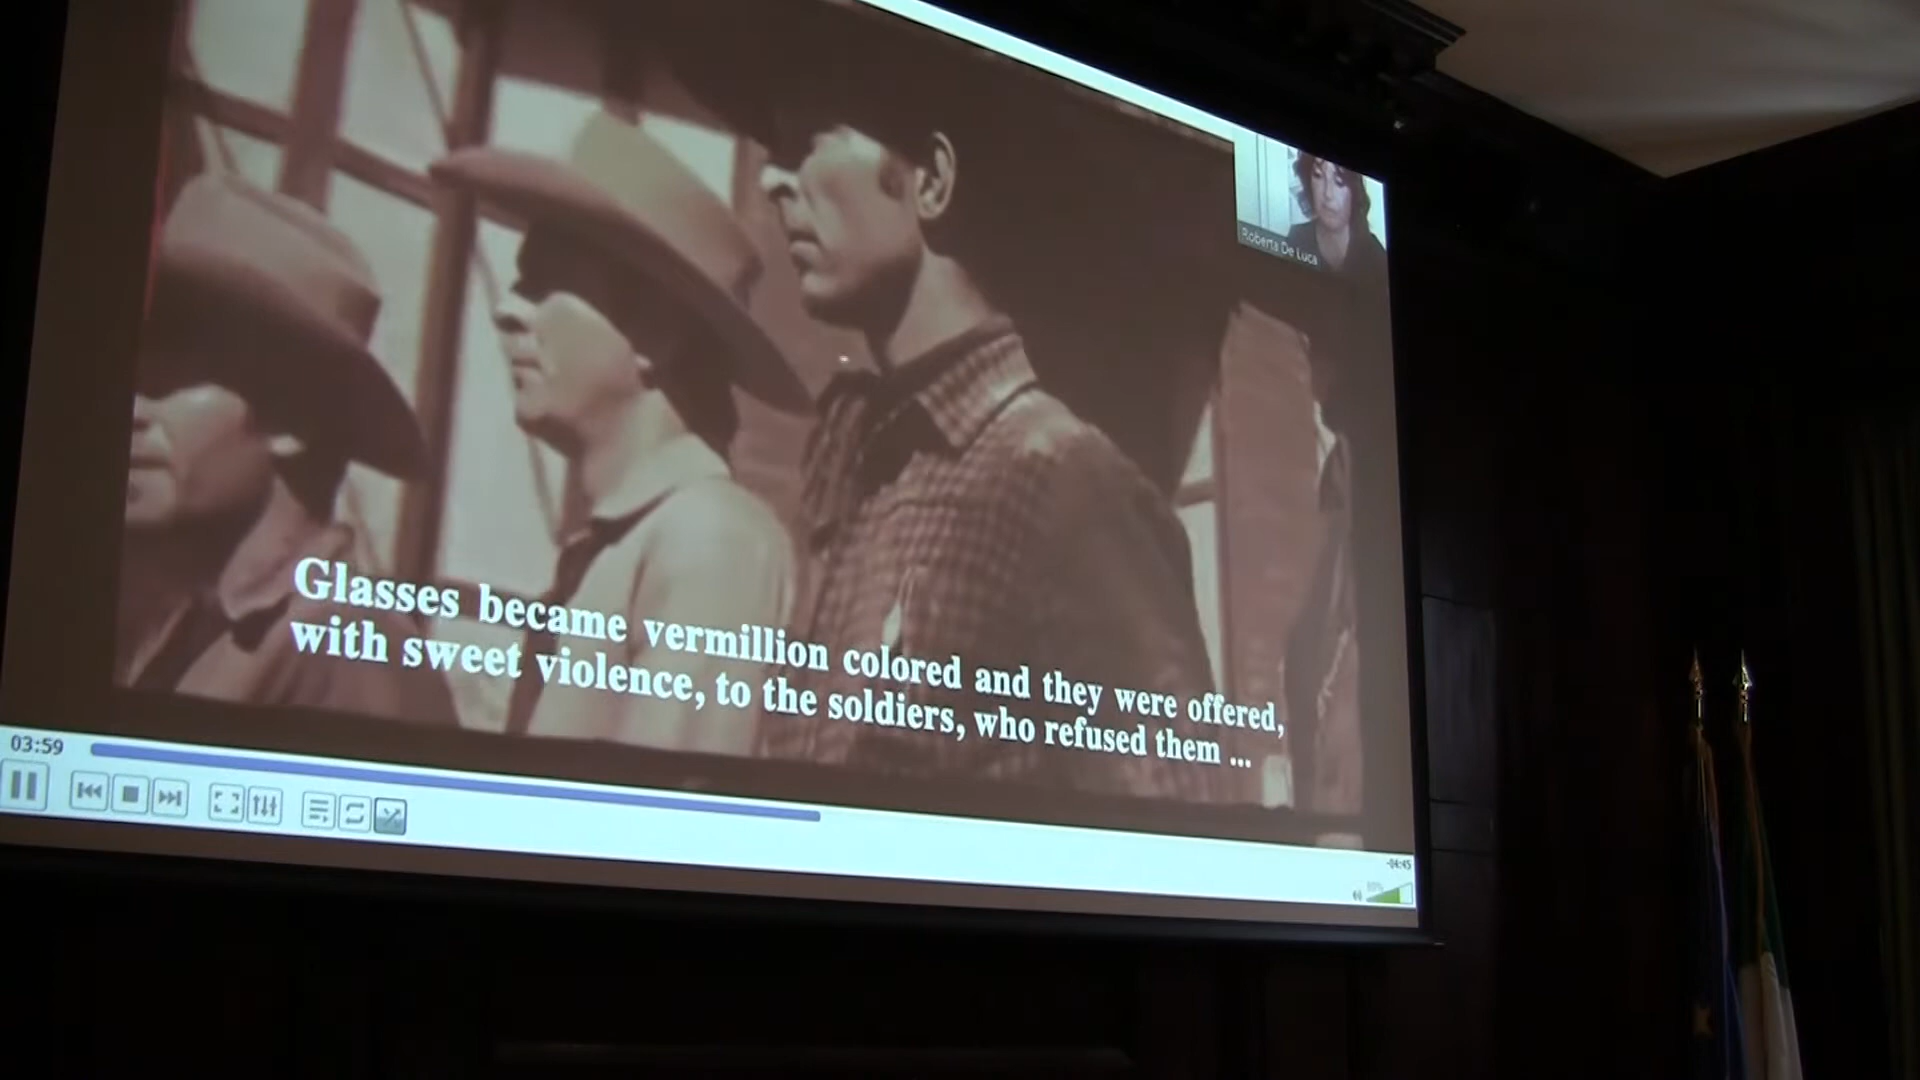 Roberta De Luca
Glasses became vermillion colored and they were offered,
with sweet violence, to the soldiers, who refused them ...
03:59
-04:45